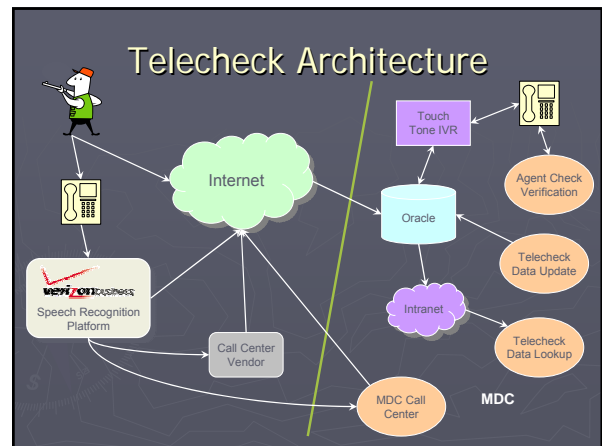 Telecheck Architecture
Touch
Tone IVR
Internet
Agent Check
Verification
Oracle
Telecheck
Data Update
verizonbusiness
Speech Recognition
Platform
Intranet
Call Center
Vendor
Telecheck
Data Lookup
MDC Call
Center
MDC